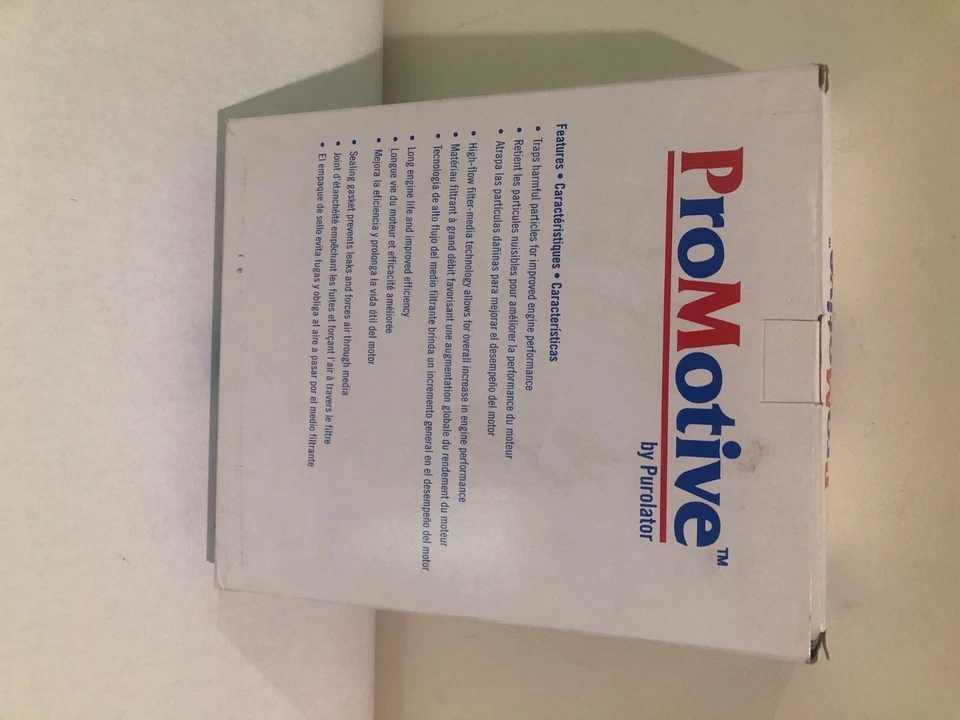 ProMotive™
by Purolator
Features • Caractéristiques • Características
• Traps harmful particles for improved engine performance
• Retient les particules nuisibles pour améliorer la performance du moteur
• Atrapa las particulas dañinas para mejorar el desempeño del motor
• High-flow filter-media technology allows for overall increase in engine performance
• Matériau filtrant à grand débit favorisant une augmentation globale du rendement du moteur
• Tecnología de alto flujo del medio filtrante brinda un incremento general en el desempeño del motor
• Long engine life and improved efficiency
• Longue vie du moteur et efficacité améliorée
• Mejora la eficiencia y prolonga la vida útil del motor
• Sealing gasket prevents leaks and forces air through media
• Joint d'étanchéité empêchant les fuites et forçant l'air à travers le filtre
• El empaque de sello evita fugas y obliga al aire a pasar por el medio filtrante